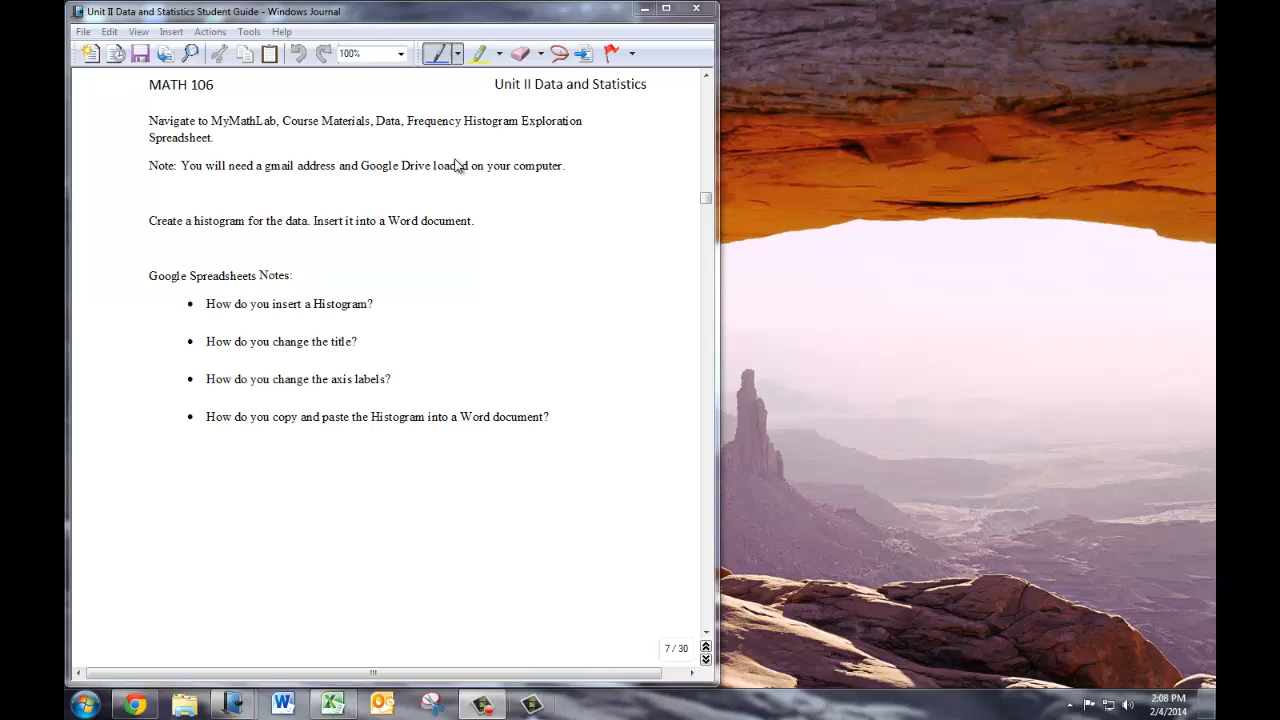 Unit II Data and Statistics Student Guide - Windows Journal
File Edit View Insert Actions Tools Help
100%
MATH 106 Unit II Data and Statistics
Navigate to MyMathLab, Course Materials, Data, Frequency Histogram Exploration
Spreadsheet.
Note: You will need a gmail address and Google Drive loaded on your computer.
Create a histogram for the data. Insert it into a Word document.
Google Spreadsheets Notes:
• How do you insert a Histogram?
• How do you change the title?
• How do you change the axis labels?
• How do you copy and paste the Histogram into a Word document?
7 / 30
2:08 PM
2/4/2014